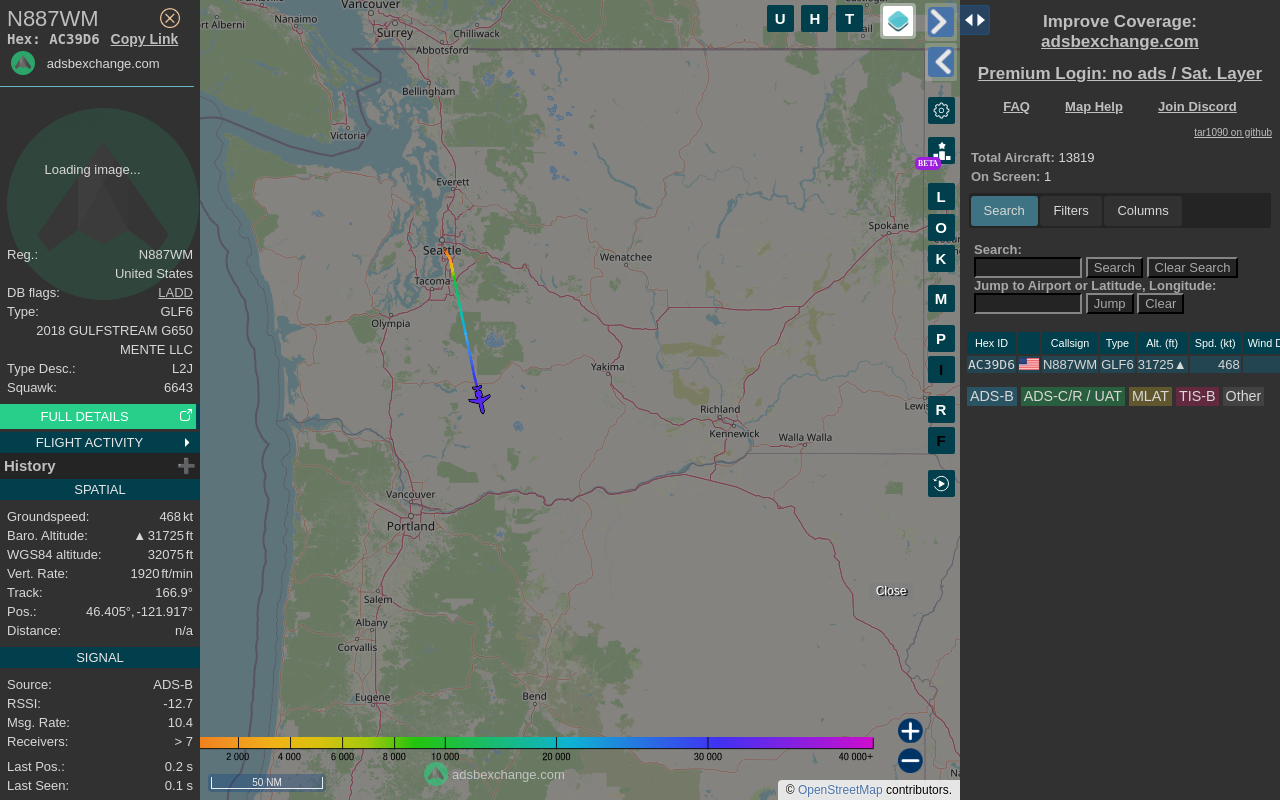 N887WM
Hex: AC39D6 Copy Link
adsbexchange.com
Loading image...
Reg.: N887WM
United States
DB flags: LADD
Type: GLF6
2018 GULFSTREAM G650
MENTE LLC
Type Desc.: L2J
Squawk: 6643
FULL DETAILS
FLIGHT ACTIVITY
History
SPATIAL
Groundspeed: 468 kt
Baro. Altitude: ▲ 31725 ft
WGS84 altitude: 32075 ft
Vert. Rate: 1920 ft/min
Track: 166.9°
Pos.: 46.405°, -121.917°
Distance: n/a
SIGNAL
Source: ADS-B
RSSI: -12.7
Msg. Rate: 10.4
Receivers: > 7
Last Pos.: 0.2 s
Last Seen: 0.1 s
Vancouver
Nanaimo
ort Alberni
Surrey
Chilliwack
Abbotsford
Bellingham
Victoria
Everett
Seattle
Tacoma
Olympia
Wenatchee
Spokane
Yakima
Richland
Kennewick
Walla Walla
Lewis
Vancouver
Portland
Salem
Albany
Corvallis
Eugene
Bend
Na
U H T
BETA
L
O
K
M
P
I
R
F
Close
2 000 4 000 6 000 8 000 10 000 20 000 30 000 40 000+
50 NM
adsbexchange.com
© OpenStreetMap contributors.
Improve Coverage:
adsbexchange.com
Premium Login: no ads / Sat. Layer
FAQ Map Help Join Discord
tar1090 on github
Total Aircraft: 13819
On Screen: 1
Search Filters Columns
Search:
Search Clear Search
Jump to Airport or Latitude, Longitude:
Jump Clear
Hex ID Callsign Type Alt. (ft) Spd. (kt) Wind D
AC39D6 N887WM GLF6 31725▲ 468
ADS-B ADS-C/R / UAT MLAT TIS-B Other